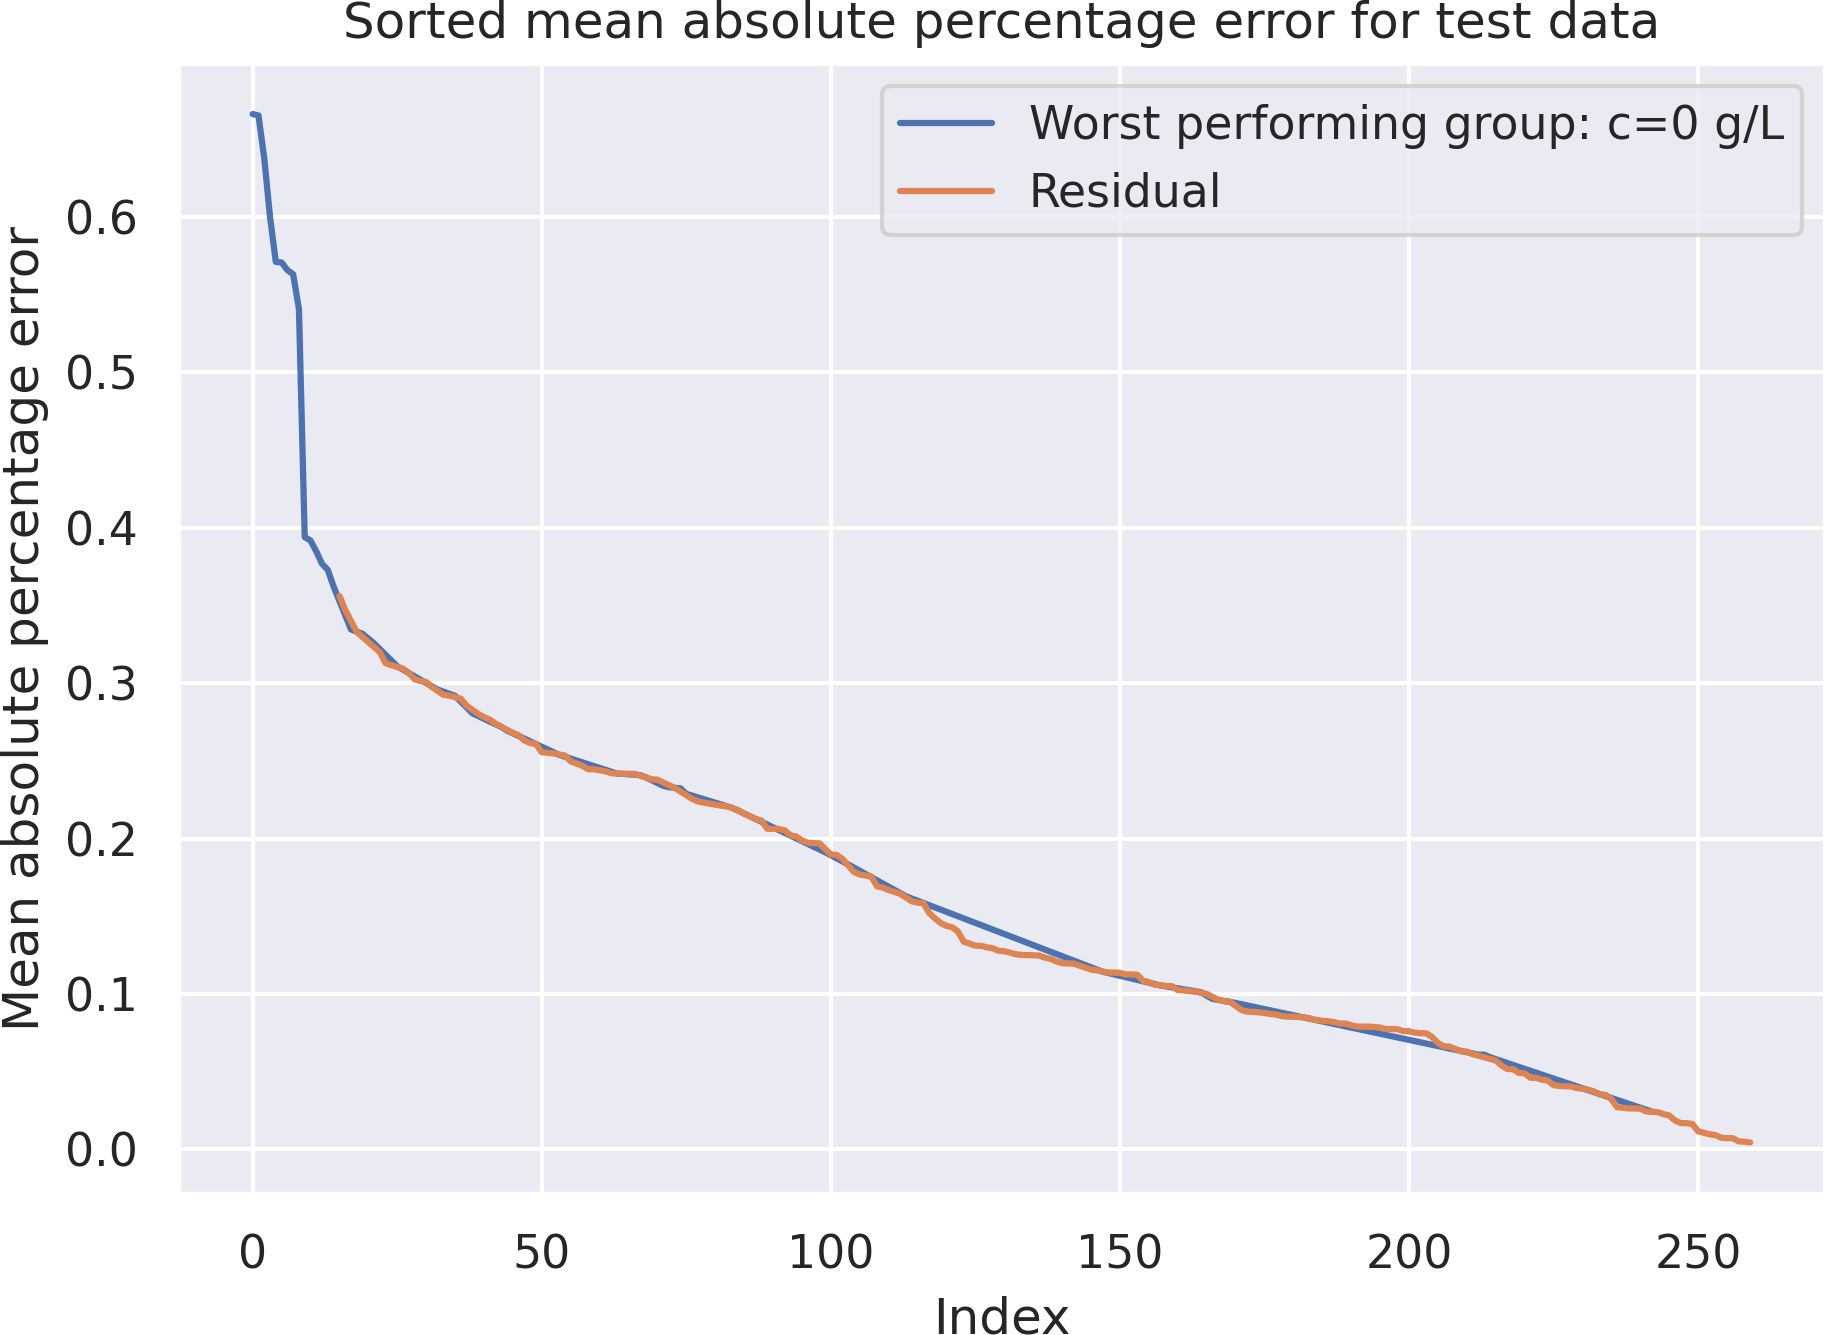 Sorted mean absolute percentage error for test data
Worst performing group: c=0 g/L
Residual
Mean absolute percentage error
0.6
0.5
0.4
0.3
0.2
0.1
0.0
0 50 100 150 200 250
Index